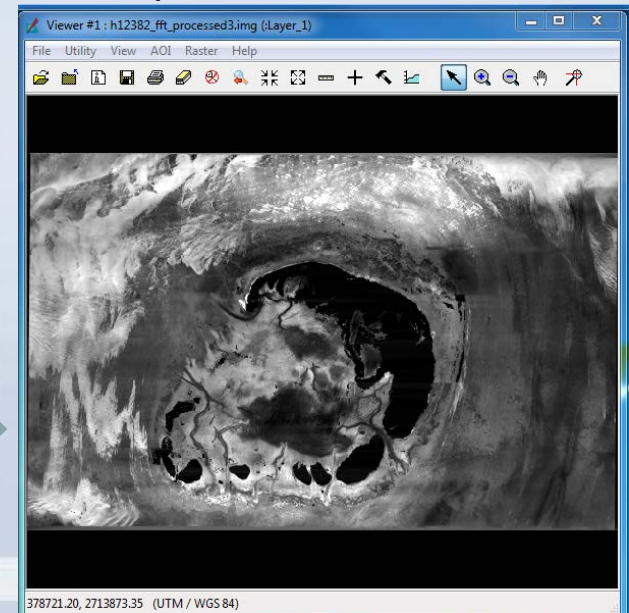 Viewer #1 : h12382_fft_processed3.img (:Layer_1)
File Utility View AOI Raster Help
378721.20, 2713873.35 (UTM / WGS 84)